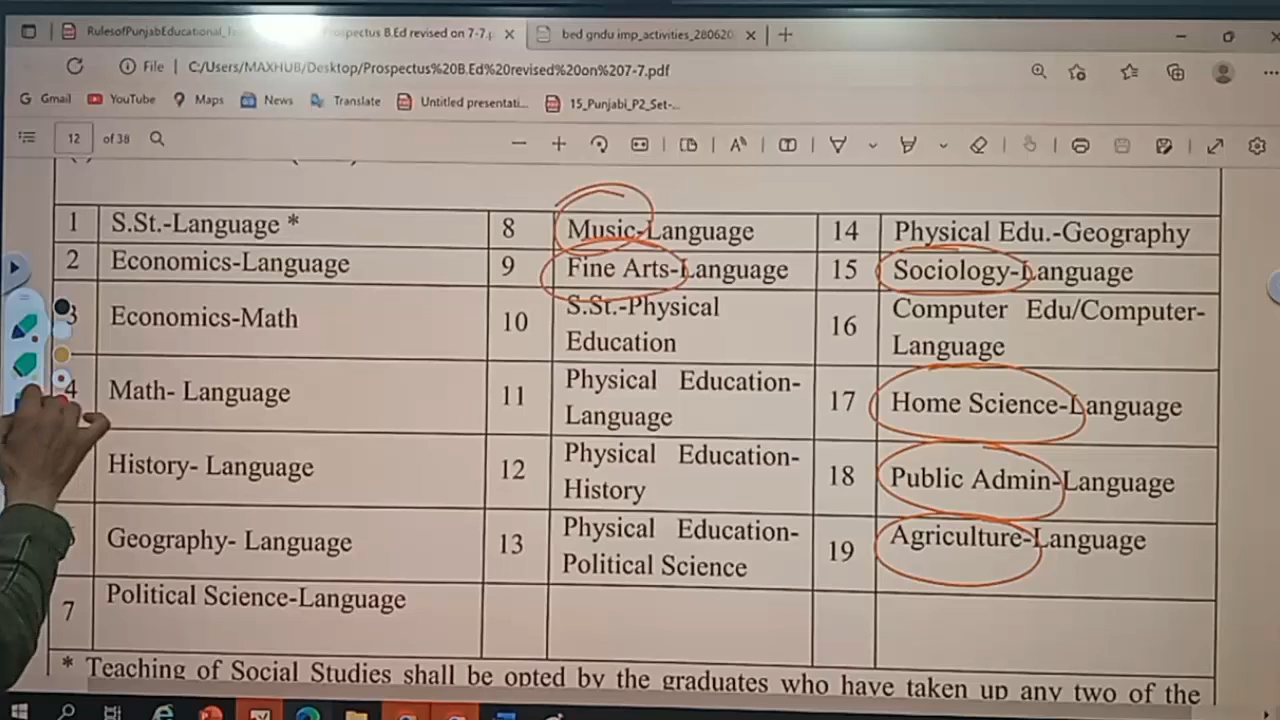 RulesofPunjabEducational_
ospectus B.Ed revised on 7-7.p
bed gndu imp_activities_280620
File | C:/Users/MAXHUB/Desktop/Prospectus%20B.Ed%20revised%20on%207-7.pdf
Gmail YouTube Maps News Translate Untitled presentati... 15_Punjabi_P2_Set-...
12 of 38
1 S.St.-Language * 8 Music-Language 14 Physical Edu.-Geography
2 Economics-Language 9 Fine Arts-Language 15 Sociology-Language
3 Economics-Math 10 S.St.-Physical
Education 16 Computer Edu/Computer-
Language
4 Math- Language 11 Physical Education-
Language 17 Home Science-Language
History- Language 12 Physical Education-
History 18 Public Admin-Language
Geography- Language 13 Physical Education-
Political Science 19 Agriculture-Language
7 Political Science-Language
* Teaching of Social Studies shall be opted by the graduates who have taken up any two of the